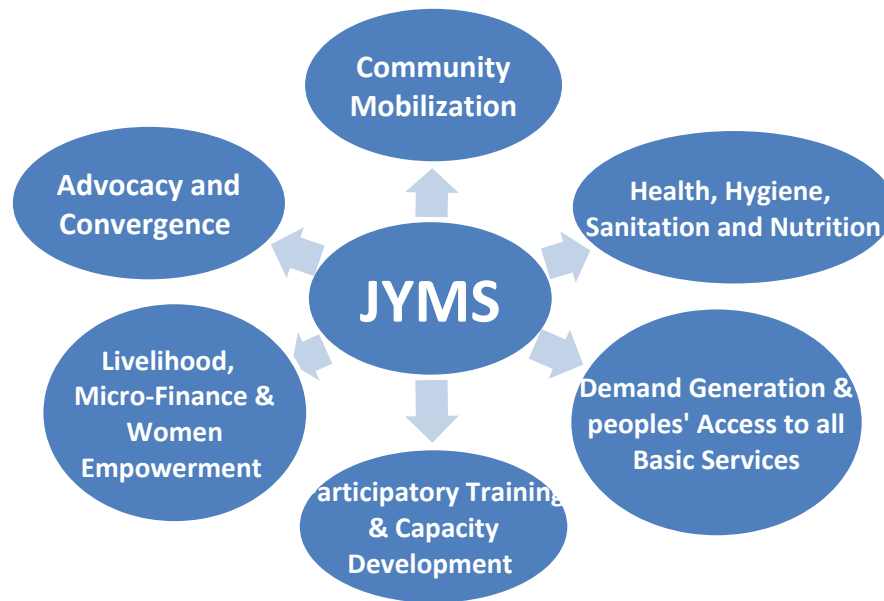 Community
Mobilization
Advocacy and
Convergence
Health, Hygiene,
Sanitation and Nutrition
JYMS
Livelihood,
Micro-Finance &
Women
Empowerment
Demand Generation &
peoples' Access to all
Basic Services
Participatory Training
& Capacity
Development